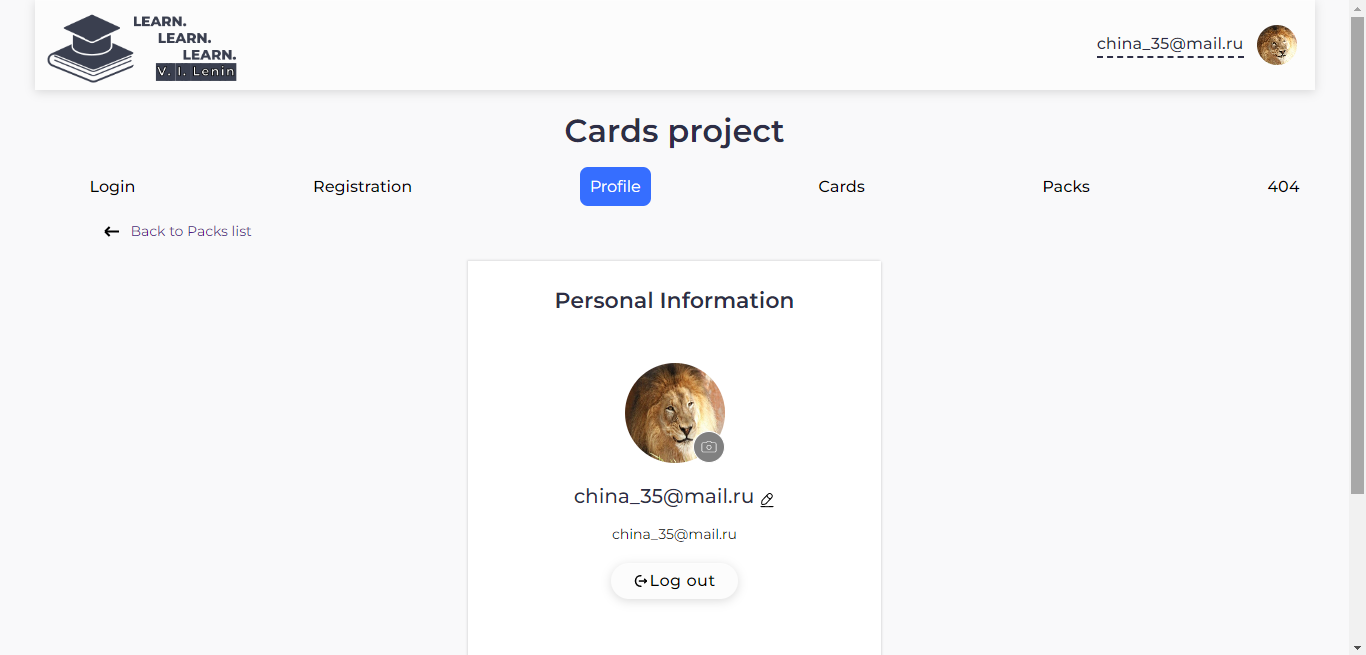 LEARN.
LEARN.
LEARN.
V. I. Lenin
china_35@mail.ru
Cards project
Login Registration Profile Cards Packs 404
Back to Packs list
Personal Information
china_35@mail.ru
china_35@mail.ru
Log out